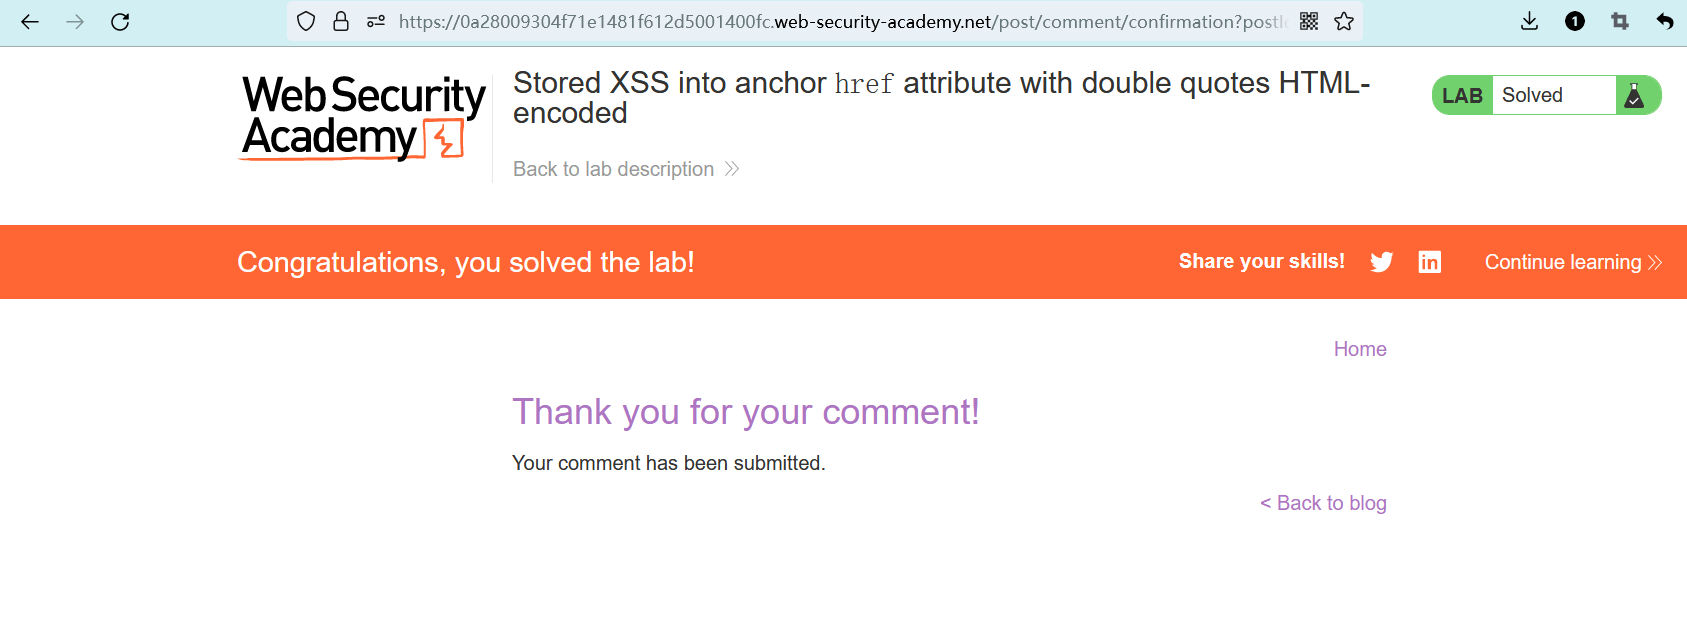 https://0a28009304f71e1481f612d5001400fc.web-security-academy.net/post/comment/confirmation?postI
1
Web Security
Academy
Stored XSS into anchor href attribute with double quotes HTML-
encoded
LAB Solved
Back to lab description
Congratulations, you solved the lab!
Share your skills!
in
Continue learning
Home
Thank you for your comment!
Your comment has been submitted.
< Back to blog